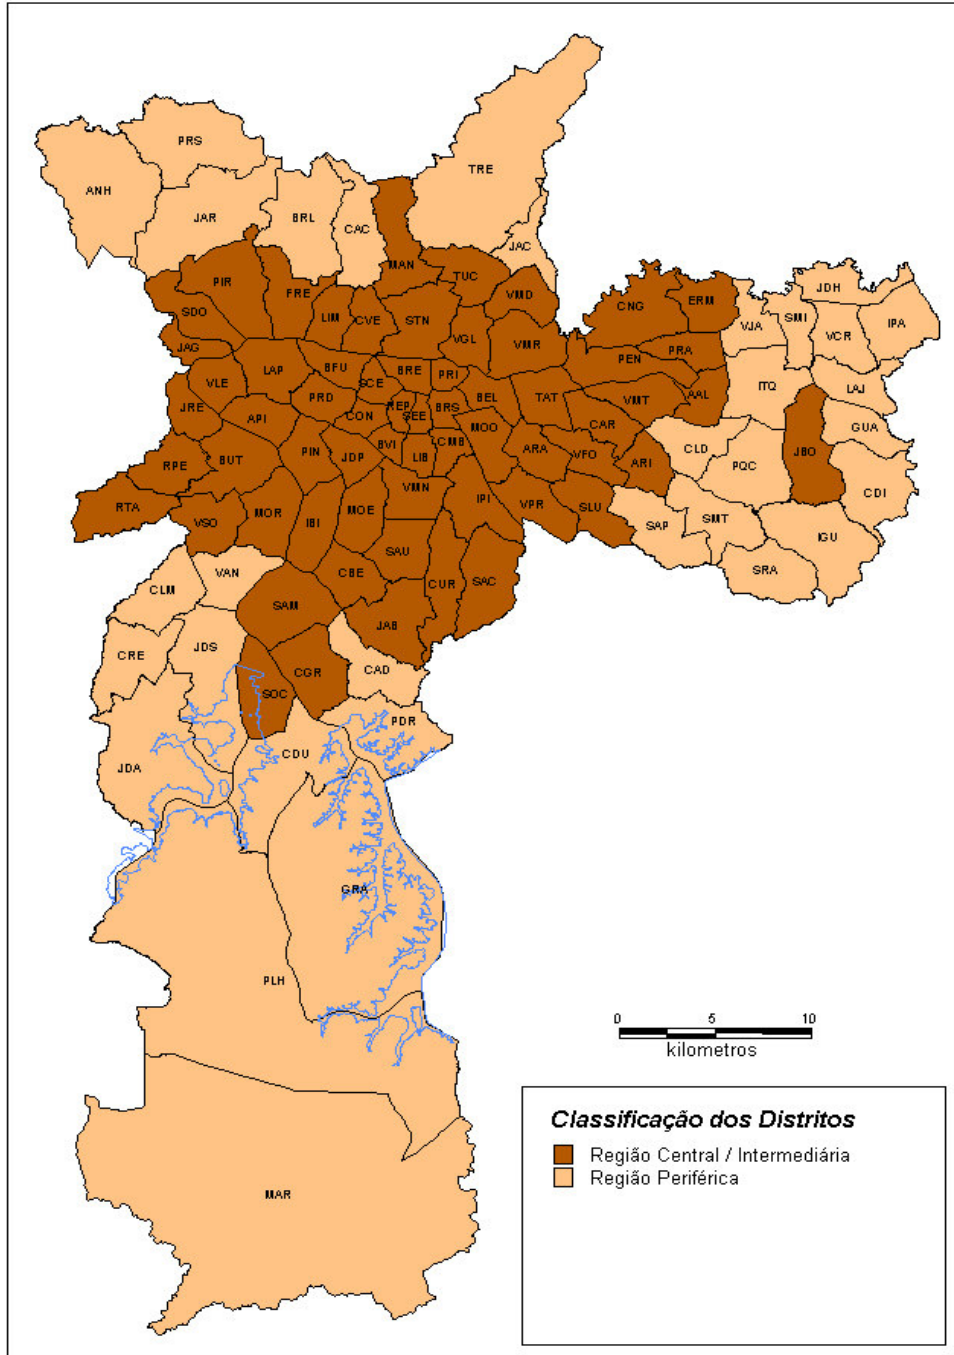 TRE
PRS
ANH
JAR
BRL
CAC
JAC
MAN
TUC
PIR
FRE
VMD
CNG
ERM
JDH
SDO
LIM
CVE
STN
VJA
SMI
VCR
IPA
JAG
VGL
VMR
PEN
PRA
LAP
BFU
BRE
PRI
VLE
SCE
ITQ
LAJ
JRE
PRD
REP
BRS
BEL
TAT
VMT
AAL
API
CON
SEE
MOO
CAR
GUA
BVI
CMB
RPE
BUT
PIN
JDP
LIB
ARA
VFO
ARI
CLD
PQC
JBO
CDI
VMN
RTA
VSO
MOR
IBI
MOE
IPI
VPR
SLU
SAP
SMT
IGU
SAU
SRA
CLM
VAN
CBE
CUR
SAC
SAM
JAB
CRE
JDS
CGR
CAD
SOC
PDR
JDA
CDU
GRA
PLH
MAR
0 5 10
kilometros
Classificação dos Distritos
Região Central / Intermediária
Região Periférica